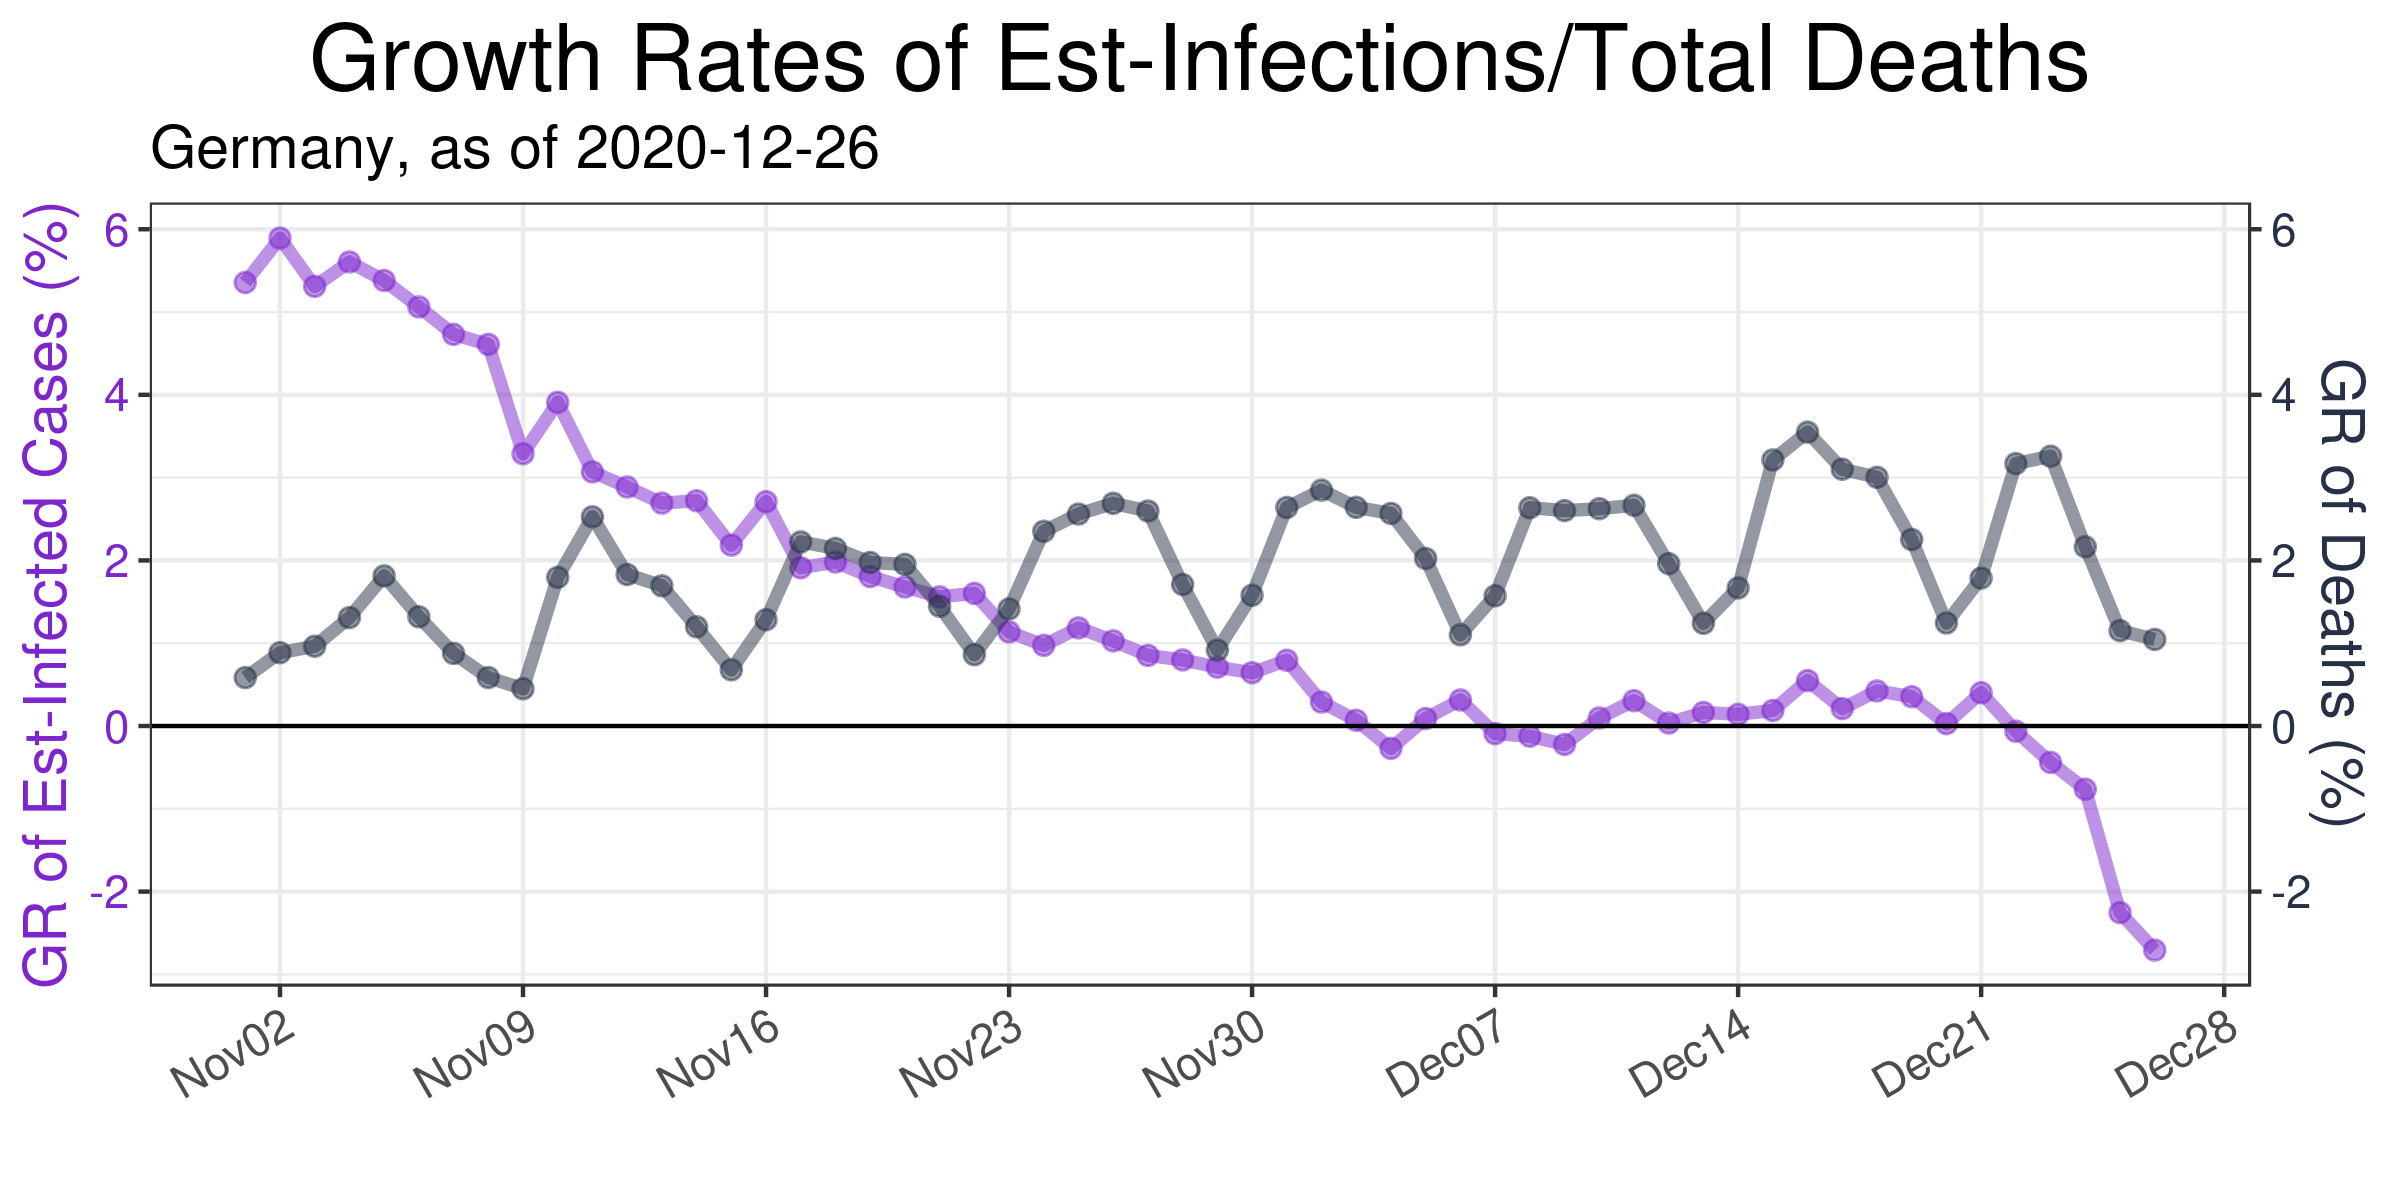 Growth Rates of Est-Infections/Total Deaths
Germany, as of 2020-12-26
GR of Est-Infected Cases (%)
6
4
2
0
-2
6
4
2
0
-2
GR of Deaths (%)
Nov02
Nov09
Nov16
Nov23
Nov30
Dec07
Dec14
Dec21
Dec28